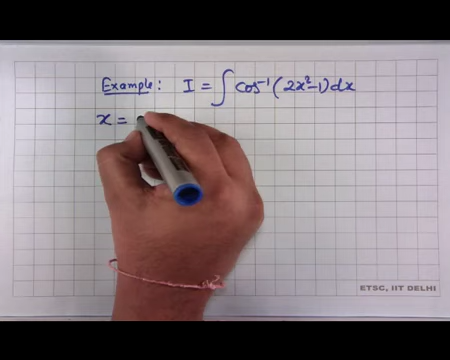 Example: I = ∫ cos⁻¹(2x²-1)dx
x =
ETSC, IIT DELHI